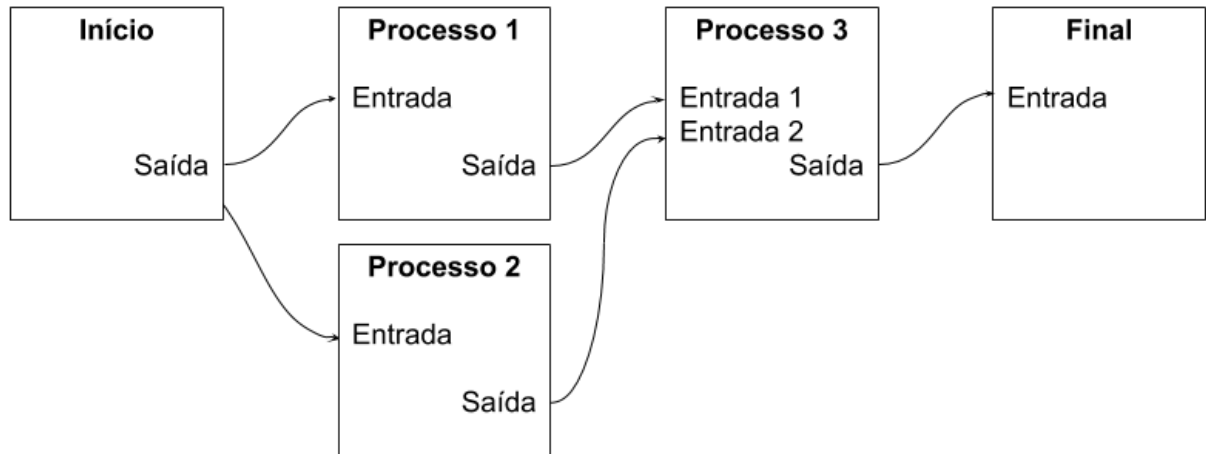 Início
Saída
Processo 1
Entrada
Saída
Processo 2
Entrada
Saída
Processo 3
Entrada 1
Entrada 2
Saída
Final
Entrada